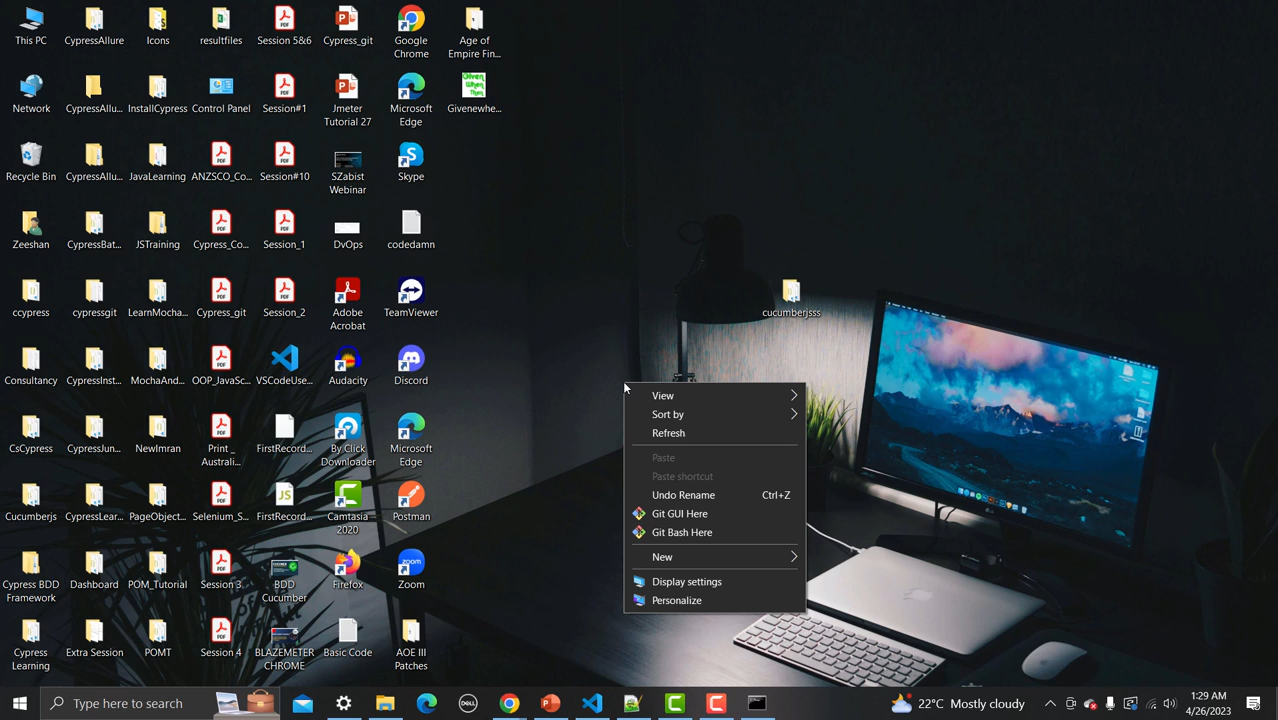 This PC
CypressAllure
Icons
resultfiles
Session 5&6
Cypress_git
Google
Chrome
Age of
Empire Fin...
Network
CypressAllu...
InstallCypress
Control Panel
Session#1
Jmeter
Tutorial 27
Microsoft
Edge
Given
When
Then
Givenewhe...
Recycle Bin
CypressAllu...
JavaLearning
ANZSCO_Co...
Session#10
SZabist
Webinar
Skype
Zeeshan
CypressBat...
JSTraining
Cypress_Co...
Session_1
DvOps
codedamn
ccypress
cypressgit
LearnMocha...
Cypress_git
Session_2
Adobe
Acrobat
TeamViewer
cucumberjsss
Consultancy
CypressInst...
MochaAnd...
OOP_JavaSc...
VSCodeUse...
Audacity
Discord
CsCypress
CypressJun...
NewImran
Print _
Australi...
FirstRecord...
By Click
Downloader
Microsoft
Edge
Cucumberjs
CypressLear...
PageObject...
Selenium_S...
FirstRecord...
Camtasia
2020
Postman
Cypress BDD
Framework
Dashboard
POM_Tutorial
Session 3
BDD
Cucumber
Firefox
Zoom
Cypress
Learning
Extra Session
POMT
Session 4
BLAZEMETER
CHROME
Basic Code
AOE III
Patches
View
Sort by
Refresh
Paste
Paste shortcut
Undo Rename Ctrl+Z
Git GUI Here
Git Bash Here
New
Display settings
Personalize
Type here to search
22°C Mostly cloudy
1:29 AM
4/26/2023